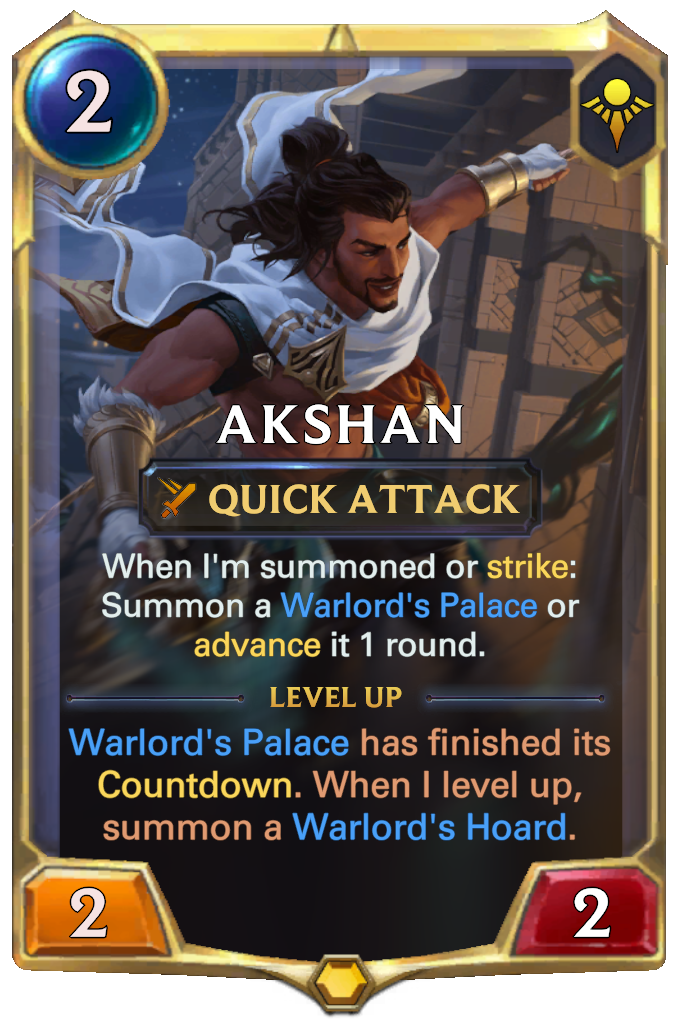 2
AKSHAN
QUICK ATTACK
When I'm summoned or strike:
Summon a Warlord's Palace or
advance it 1 round.
LEVEL UP
Warlord's Palace has finished its
Countdown. When I level up,
summon a Warlord's Hoard.
2 2